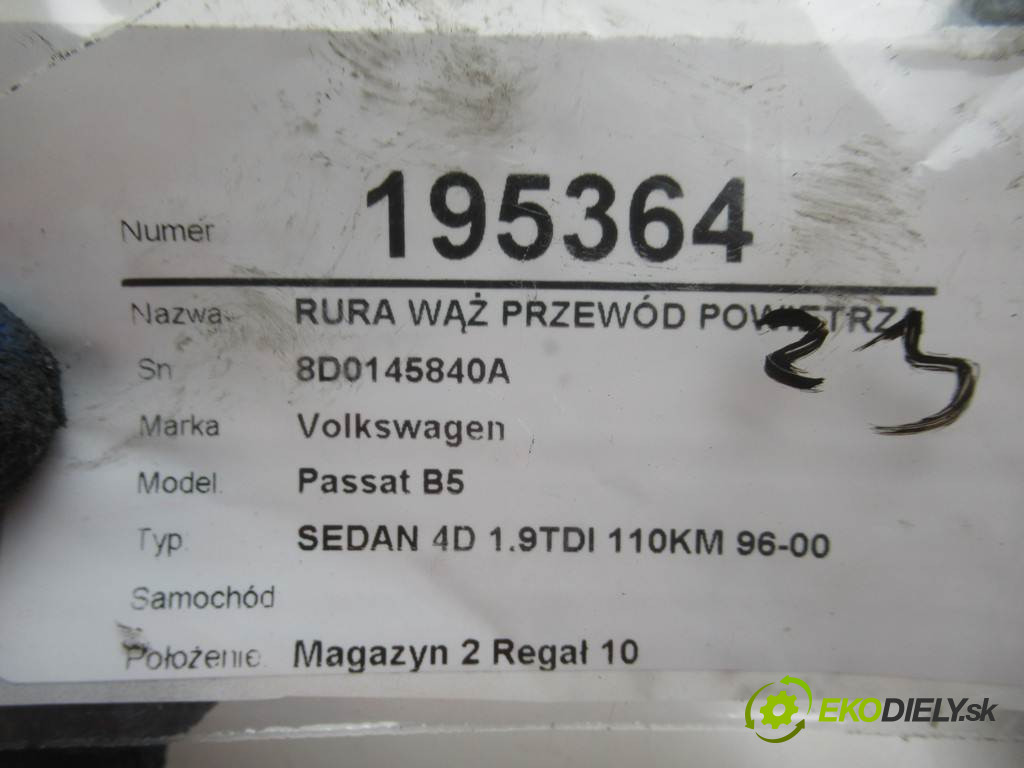 Numer 195364
Nazwa RURA WĄŻ PRZEWÓD POWIETRZA
23
Sn 8D0145840A
Marka Volkswagen
Model Passat B5
Typ SEDAN 4D 1.9TDI 110KM 96-00
Samochód
Położenie Magazyn 2 Regał 10
EKODIELY.sk